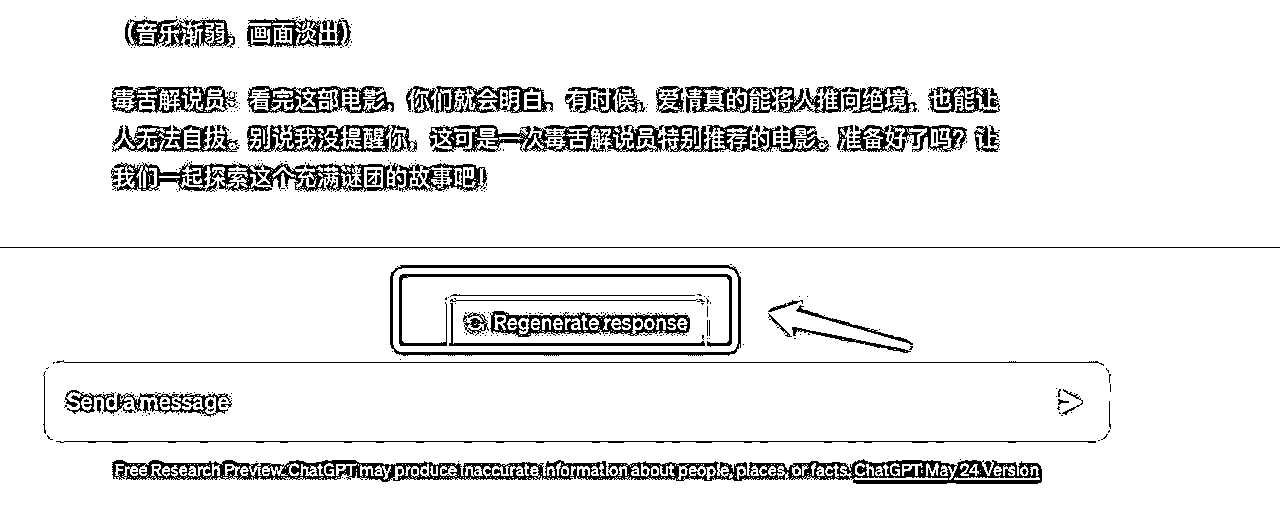 （音乐渐弱，画面淡出）
毒舌解说员：看完这部电影，你们就会明白，有时候，爱情真的能将人推向绝境，也能让
人无法自拔。别说我没提醒你，这可是一次毒舌解说员特别推荐的电影。准备好了吗？让
我们一起探索这个充满谜团的故事吧！
Regenerate response
Send a message
Free Research Preview. ChatGPT may produce inaccurate information about people, places, or facts. ChatGPT May 24 Version